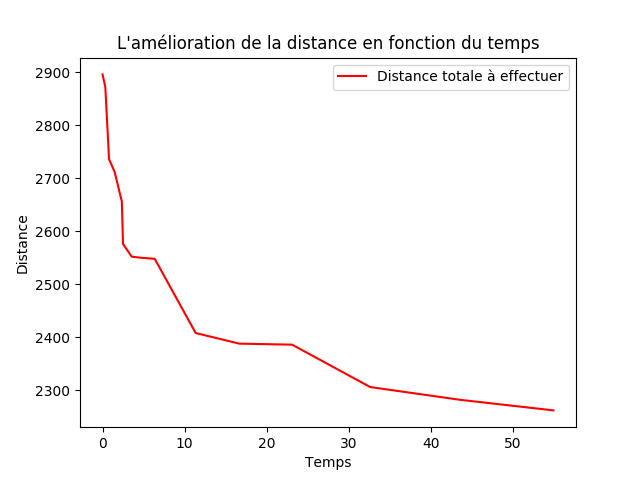 L'amélioration de la distance en fonction du temps
Distance totale à effectuer
2900
2800
2700
2600
2500
2400
2300
Distance
0 10 20 30 40 50
Temps